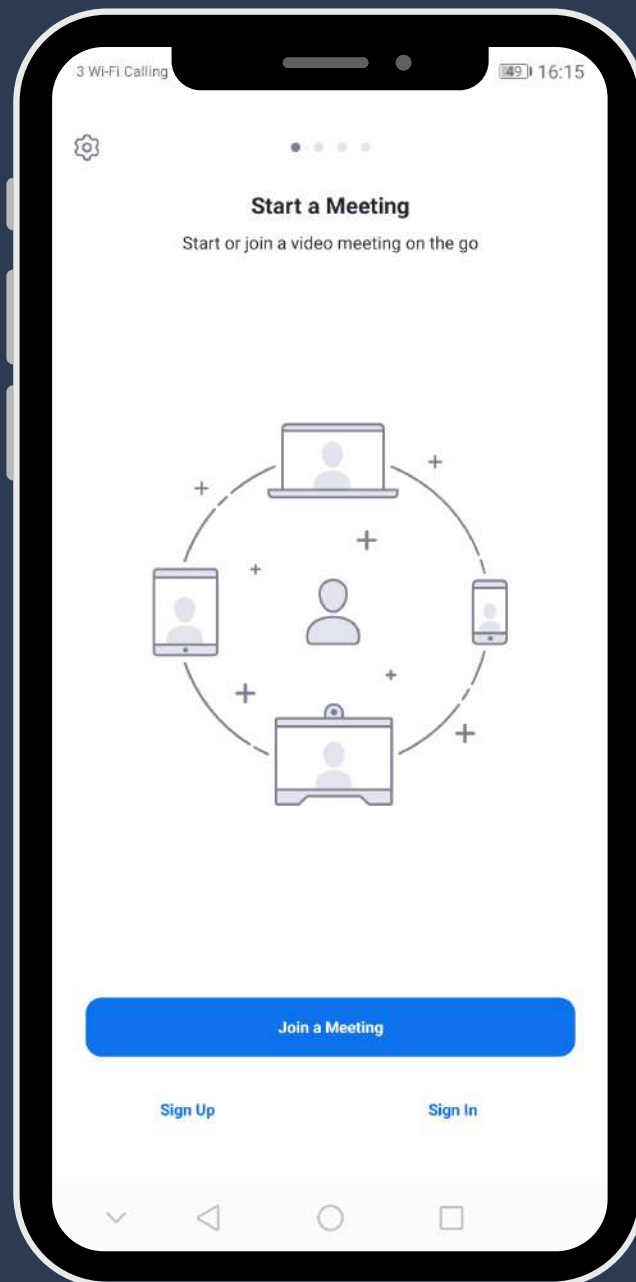 3 Wi-Fi Calling
49 16:15
Start a Meeting
Start or join a video meeting on the go
Join a Meeting
Sign Up
Sign In